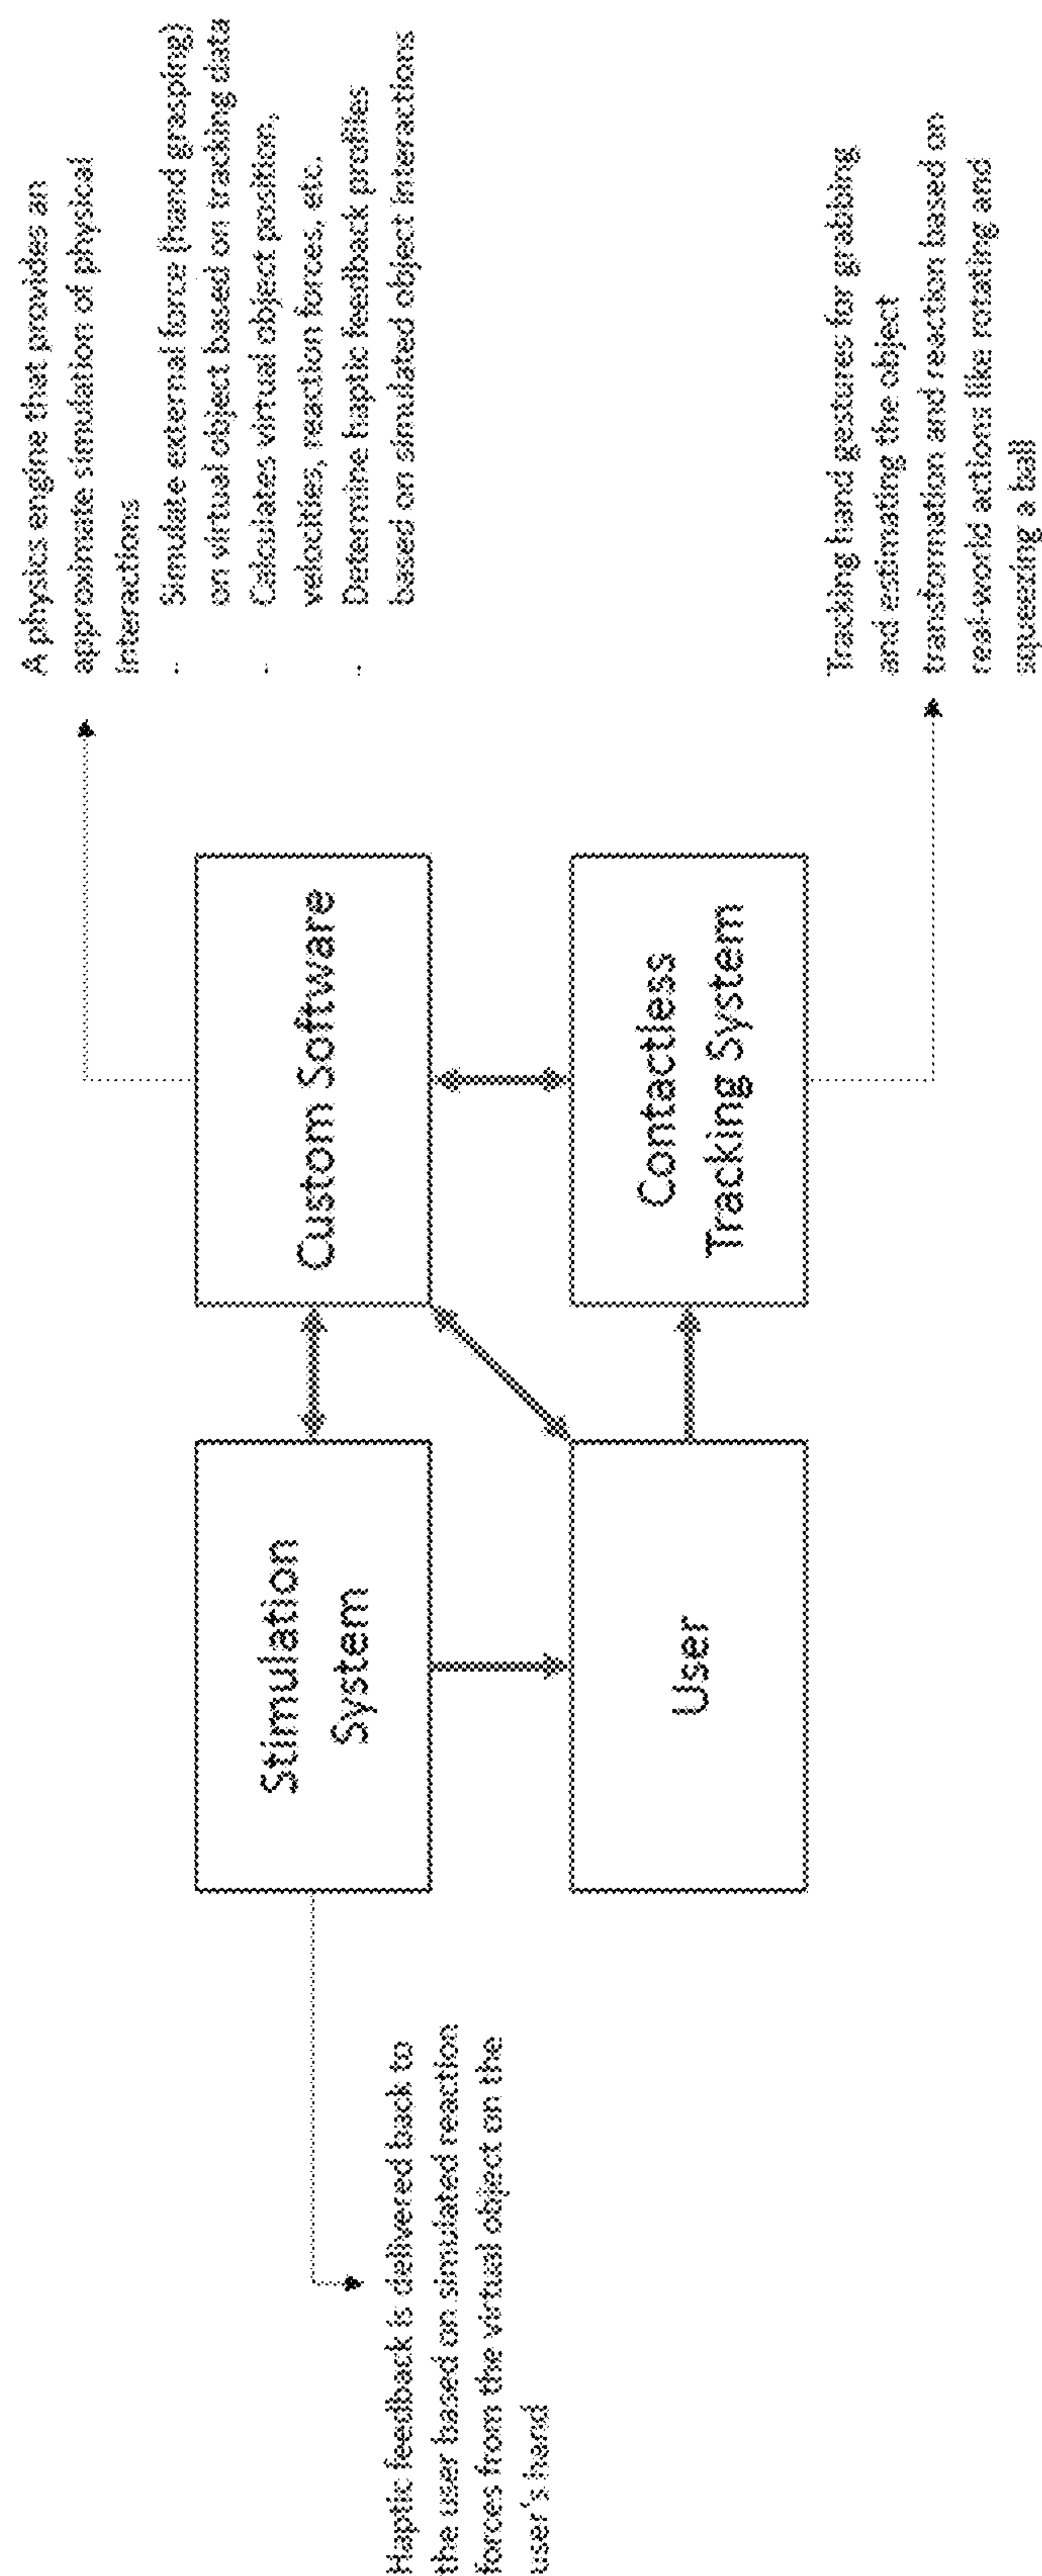 A physics engine that provides an
approximate simulation of physical
interactions
- Simulate external force (hand grasping)
on virtual object based on tracking data
- Calculates virtual object position,
velocities, reaction forces, etc.
- Determine haptic feedback profiles
based on simulated object interactions
Stimulation
System
Custom Software
Haptic feedback is delivered back to
the user based on simulated reaction
forces from the virtual object on the
user's hand
User
Contactless
Tracking System
Tracking hand gestures for grabbing
and estimating the object
transformation and reaction based on
real-world actions like rotating and
squeezing a ball